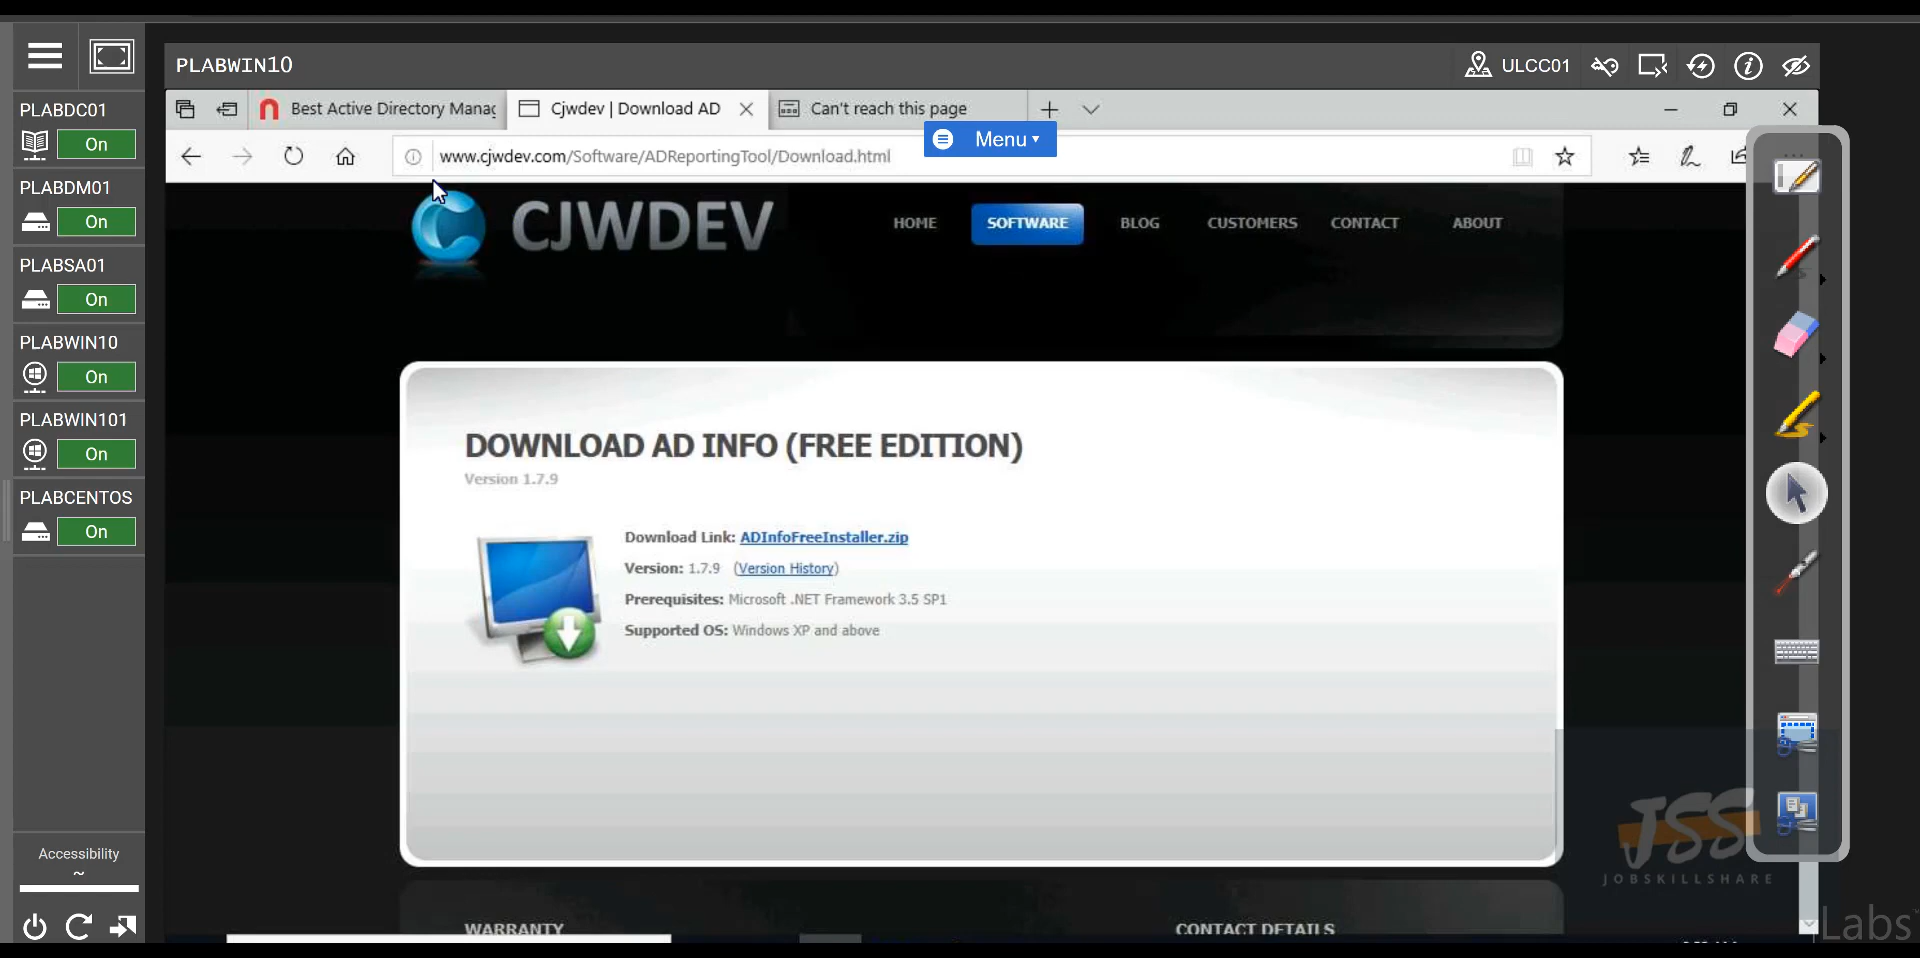 PLABWIN10
ULCC01
PLABDC01
On
PLABDM01
On
PLABSA01
On
PLABWIN10
On
PLABWIN101
On
PLABCENTOS
On
Accessibility
~
Best Active Directory Manag
Cjwdev | Download AD
Can't reach this page
Menu
www.cjwdev.com/Software/ADReportingTool/Download.html
CJWDEV
HOME
SOFTWARE
BLOG
CUSTOMERS
CONTACT
ABOUT
DOWNLOAD AD INFO (FREE EDITION)
Version 1.7.9
Download Link: ADInfoFreeInstaller.zip
Version: 1.7.9 (Version History)
Prerequisites: Microsoft .NET Framework 3.5 SP1
Supported OS: Windows XP and above
WARRANTY
CONTACT DETAILS
JSS
JOBSKILLSHARE
Labs